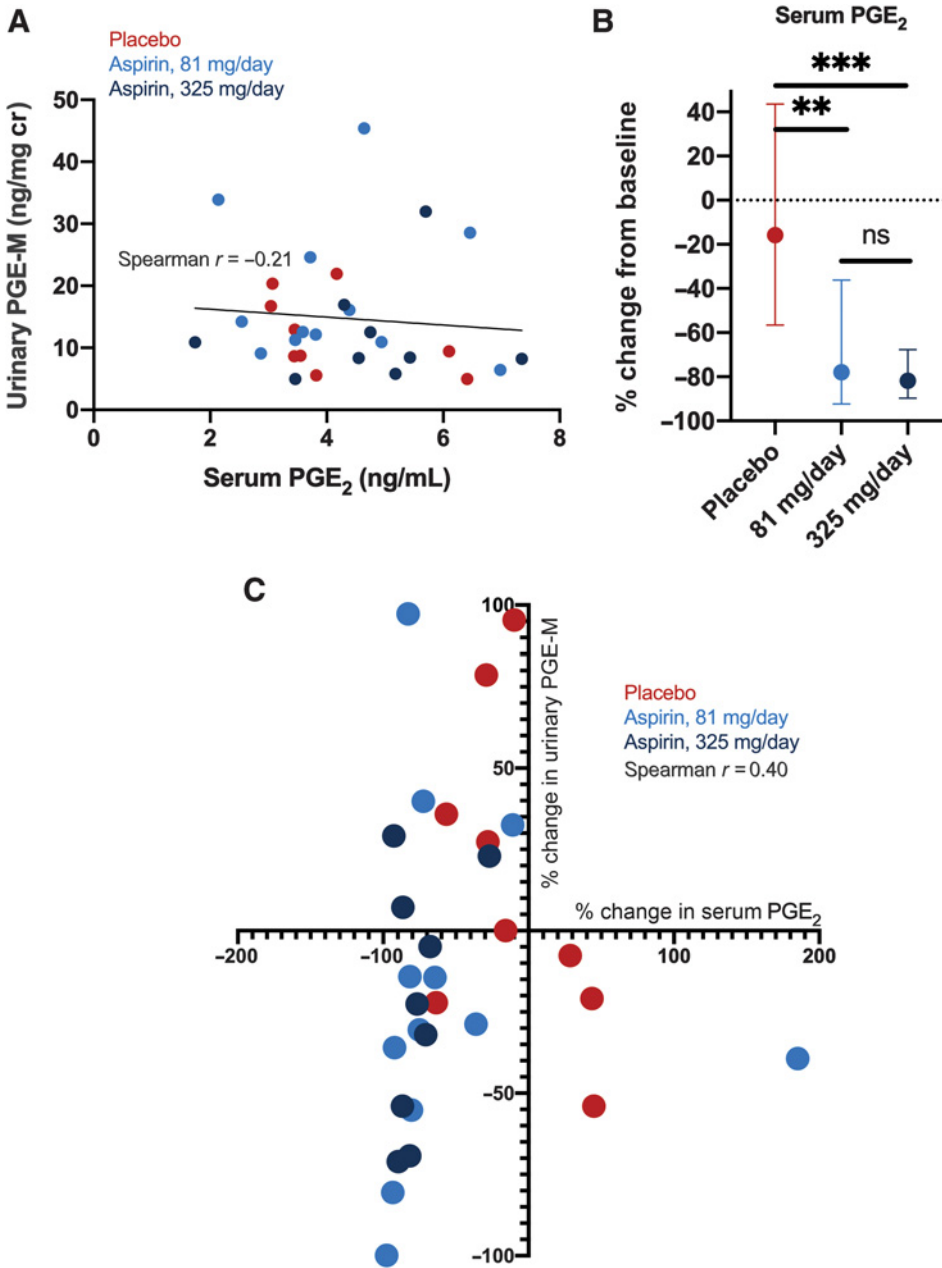 A
Placebo
Aspirin, 81 mg/day
Aspirin, 325 mg/day
Urinary PGE-M (ng/mg cr)
50
40
30
20
10
0
Spearman r = –0.21
0
2
4
6
8
Serum PGE2 (ng/mL)
B
Serum PGE2
% change from baseline
40
20
0
–20
–40
–60
–80
–100
***
**
ns
Placebo
81 mg/day
325 mg/day
C
100
50
–50
–100
% change in urinary PGE-M
Placebo
Aspirin, 81 mg/day
Aspirin, 325 mg/day
Spearman r = 0.40
% change in serum PGE2
–200
–100
100
200